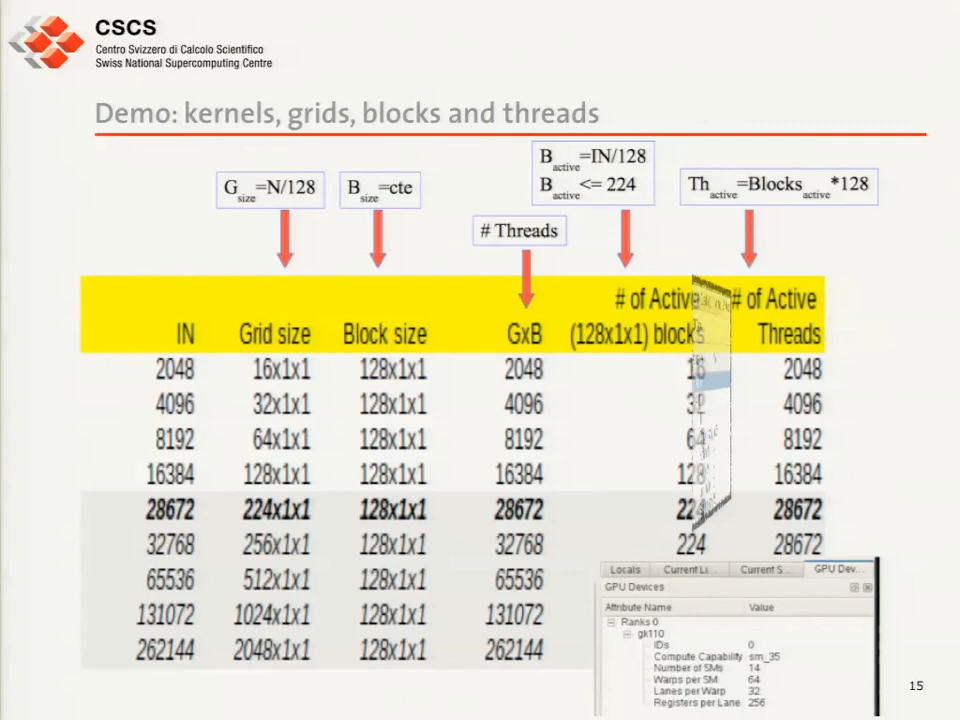 CSCS
Centro Svizzero di Calcolo Scientifico
Swiss National Supercomputing Centre
Demo: kernels, grids, blocks and threads
Gsize=N/128
Bsize=cte
# Threads
Bactive=IN/128
Bactive<= 224
Thactive=Blocksactive*128
IN Grid size Block size GxB # of Active (128x1x1) blocks # of Active Threads
2048 16x1x1 128x1x1 2048 16 2048
4096 32x1x1 128x1x1 4096 32 4096
8192 64x1x1 128x1x1 8192 64 8192
16384 128x1x1 128x1x1 16384 128 16384
28672 224x1x1 128x1x1 28672 224 28672
32768 256x1x1 128x1x1 32768 224 28672
65536 512x1x1 128x1x1 65536
131072 1024x1x1 128x1x1 131072
262144 2048x1x1 128x1x1 262144
Locals Current Li... Current S... GPU Dev...
GPU Devices
Attribute Name Value
Ranks 0
gk110
IDs 0
Compute Capability sm_35
Number of SMs 14
Warps per SM 64
Lanes per Warp 32
Registers per Lane 256
15